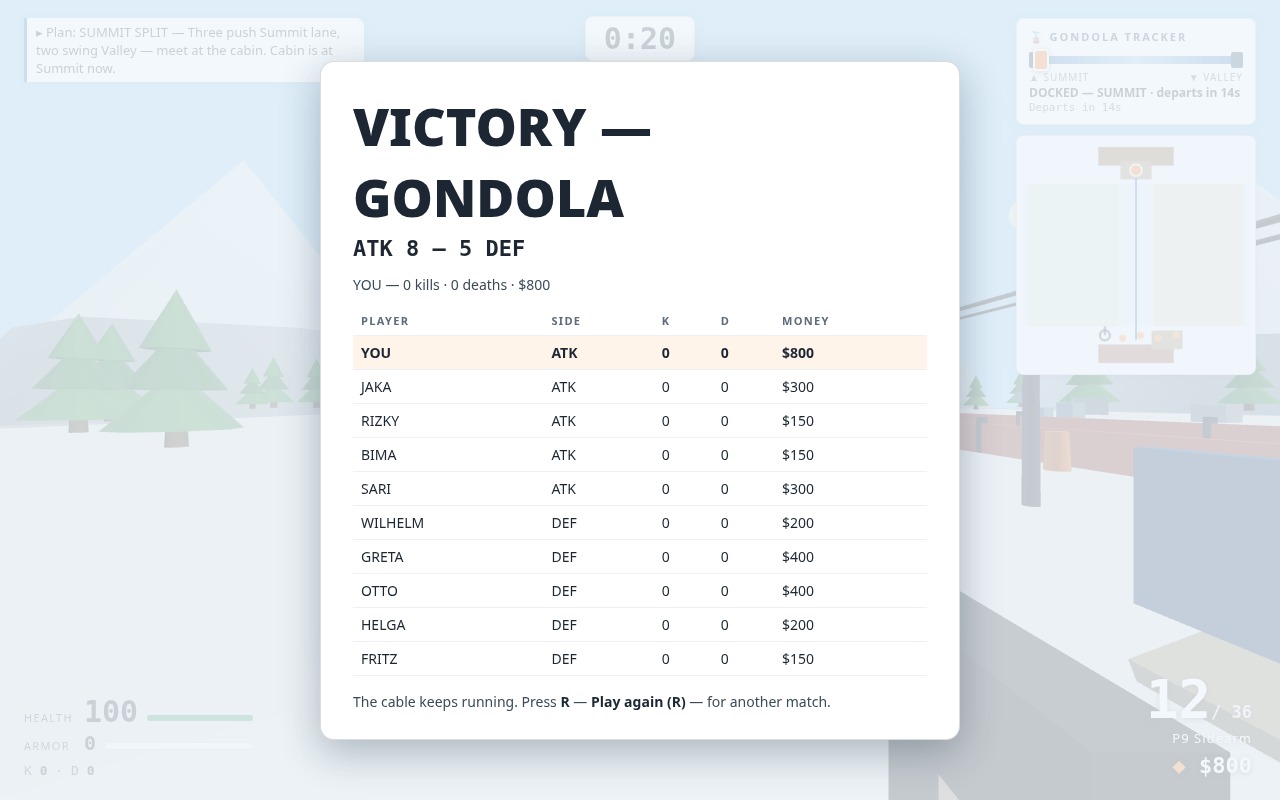 ▸ Plan: SUMMIT SPLIT — Three push Summit lane,
two swing Valley — meet at the cabin. Cabin is at
Summit now.
0:20
GONDOLA TRACKER
▲ SUMMIT ▼ VALLEY
DOCKED — SUMMIT · departs in 14s
Departs in 14s
VICTORY —
GONDOLA
ATK 8 — 5 DEF
YOU — 0 kills · 0 deaths · $800
PLAYER SIDE K D MONEY
YOU ATK 0 0 $800
JAKA ATK 0 0 $300
RIZKY ATK 0 0 $150
BIMA ATK 0 0 $150
SARI ATK 0 0 $300
WILHELM DEF 0 0 $200
GRETA DEF 0 0 $400
OTTO DEF 0 0 $400
HELGA DEF 0 0 $200
FRITZ DEF 0 0 $150
The cable keeps running. Press R — Play again (R) — for another match.
HEALTH 100
ARMOR 0
K 0 · D 0
12 / 36
P9 Sidearm
◆ $800